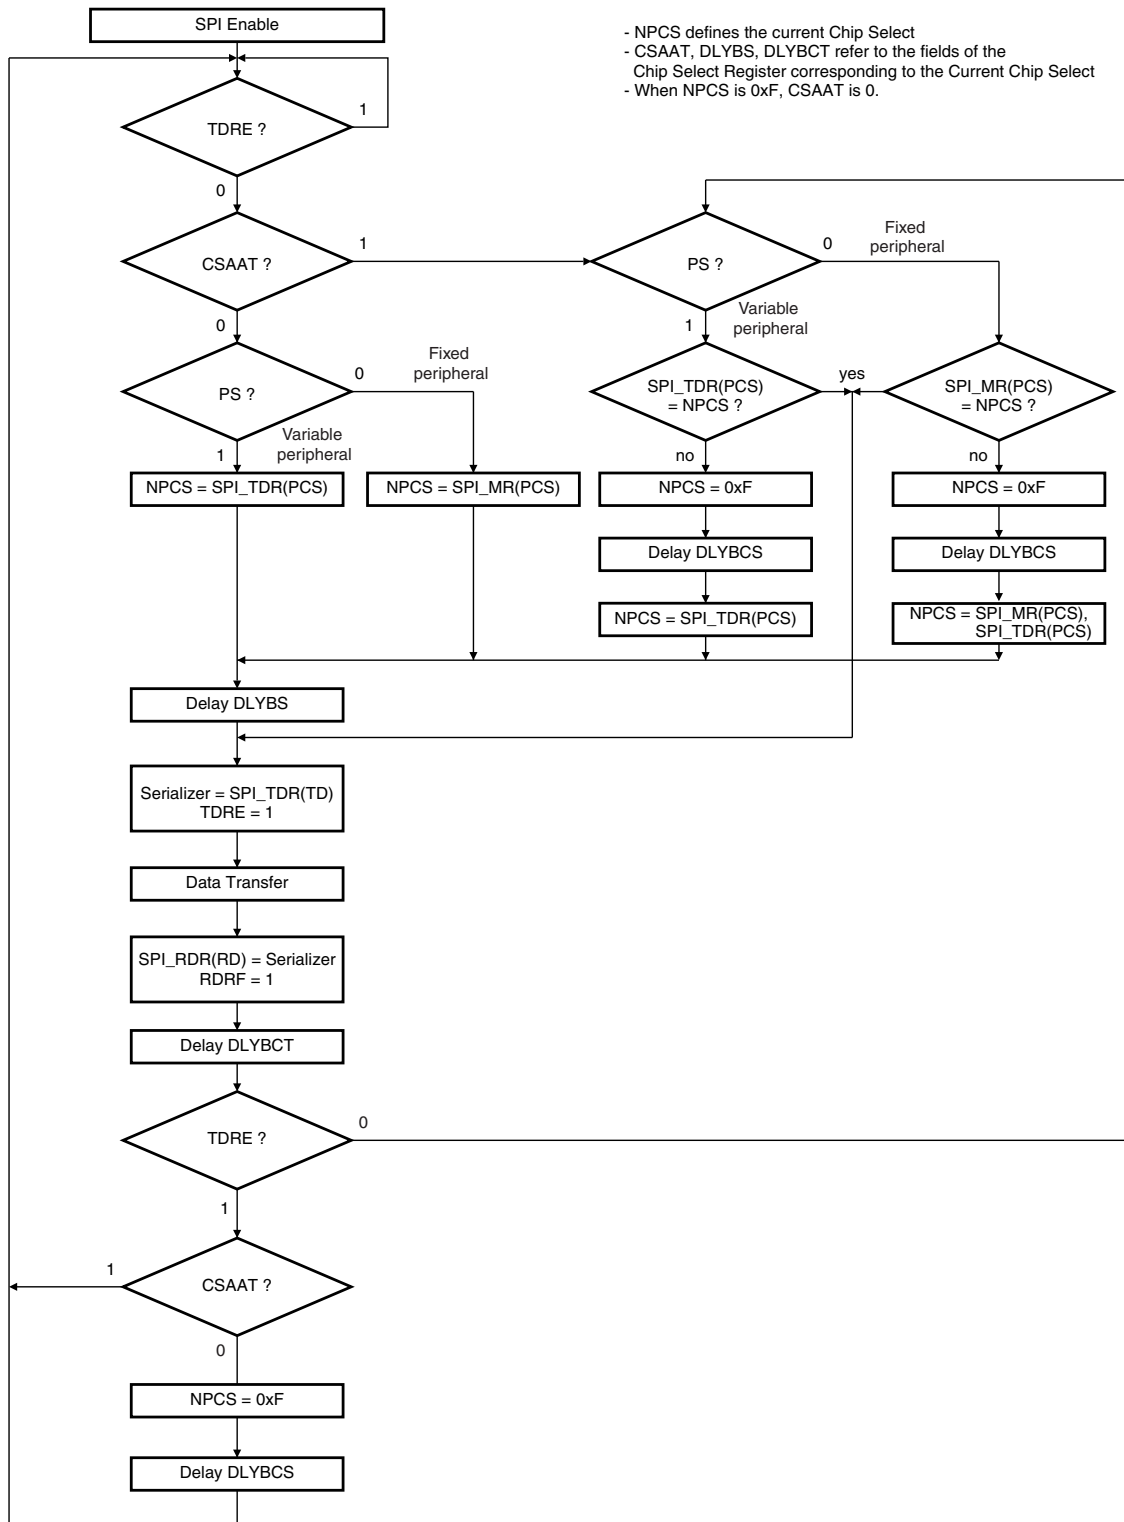 SPI Enable
- NPCS defines the current Chip Select
- CSAAT, DLYBS, DLYBCT refer to the fields of the
Chip Select Register corresponding to the Current Chip Select
- When NPCS is 0xF, CSAAT is 0.
1
TDRE ?
0
1
CSAAT ?
0
PS ?
0
Fixed
peripheral
1
Variable
peripheral
0
PS ?
0
Fixed
peripheral
1
Variable
peripheral
SPI_TDR(PCS)
= NPCS ?
yes
SPI_MR(PCS)
= NPCS ?
no
no
NPCS = SPI_TDR(PCS)
NPCS = SPI_MR(PCS)
NPCS = 0xF
NPCS = 0xF
Delay DLYBCS
Delay DLYBCS
NPCS = SPI_TDR(PCS)
NPCS = SPI_MR(PCS),
SPI_TDR(PCS)
Delay DLYBS
Serializer = SPI_TDR(TD)
TDRE = 1
Data Transfer
SPI_RDR(RD) = Serializer
RDRF = 1
Delay DLYBCT
TDRE ?
0
1
1
CSAAT ?
0
NPCS = 0xF
Delay DLYBCS